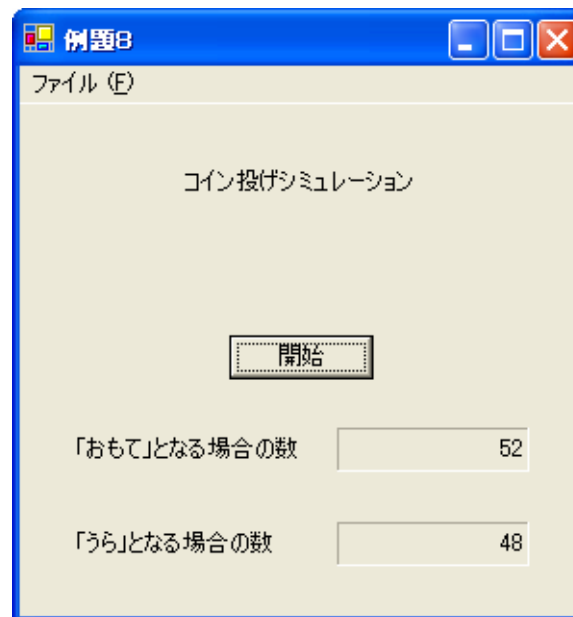 例題8
ファイル (F)
コイン投げシミュレーション
開始
「おもて」となる場合の数 52
「うら」となる場合の数 48